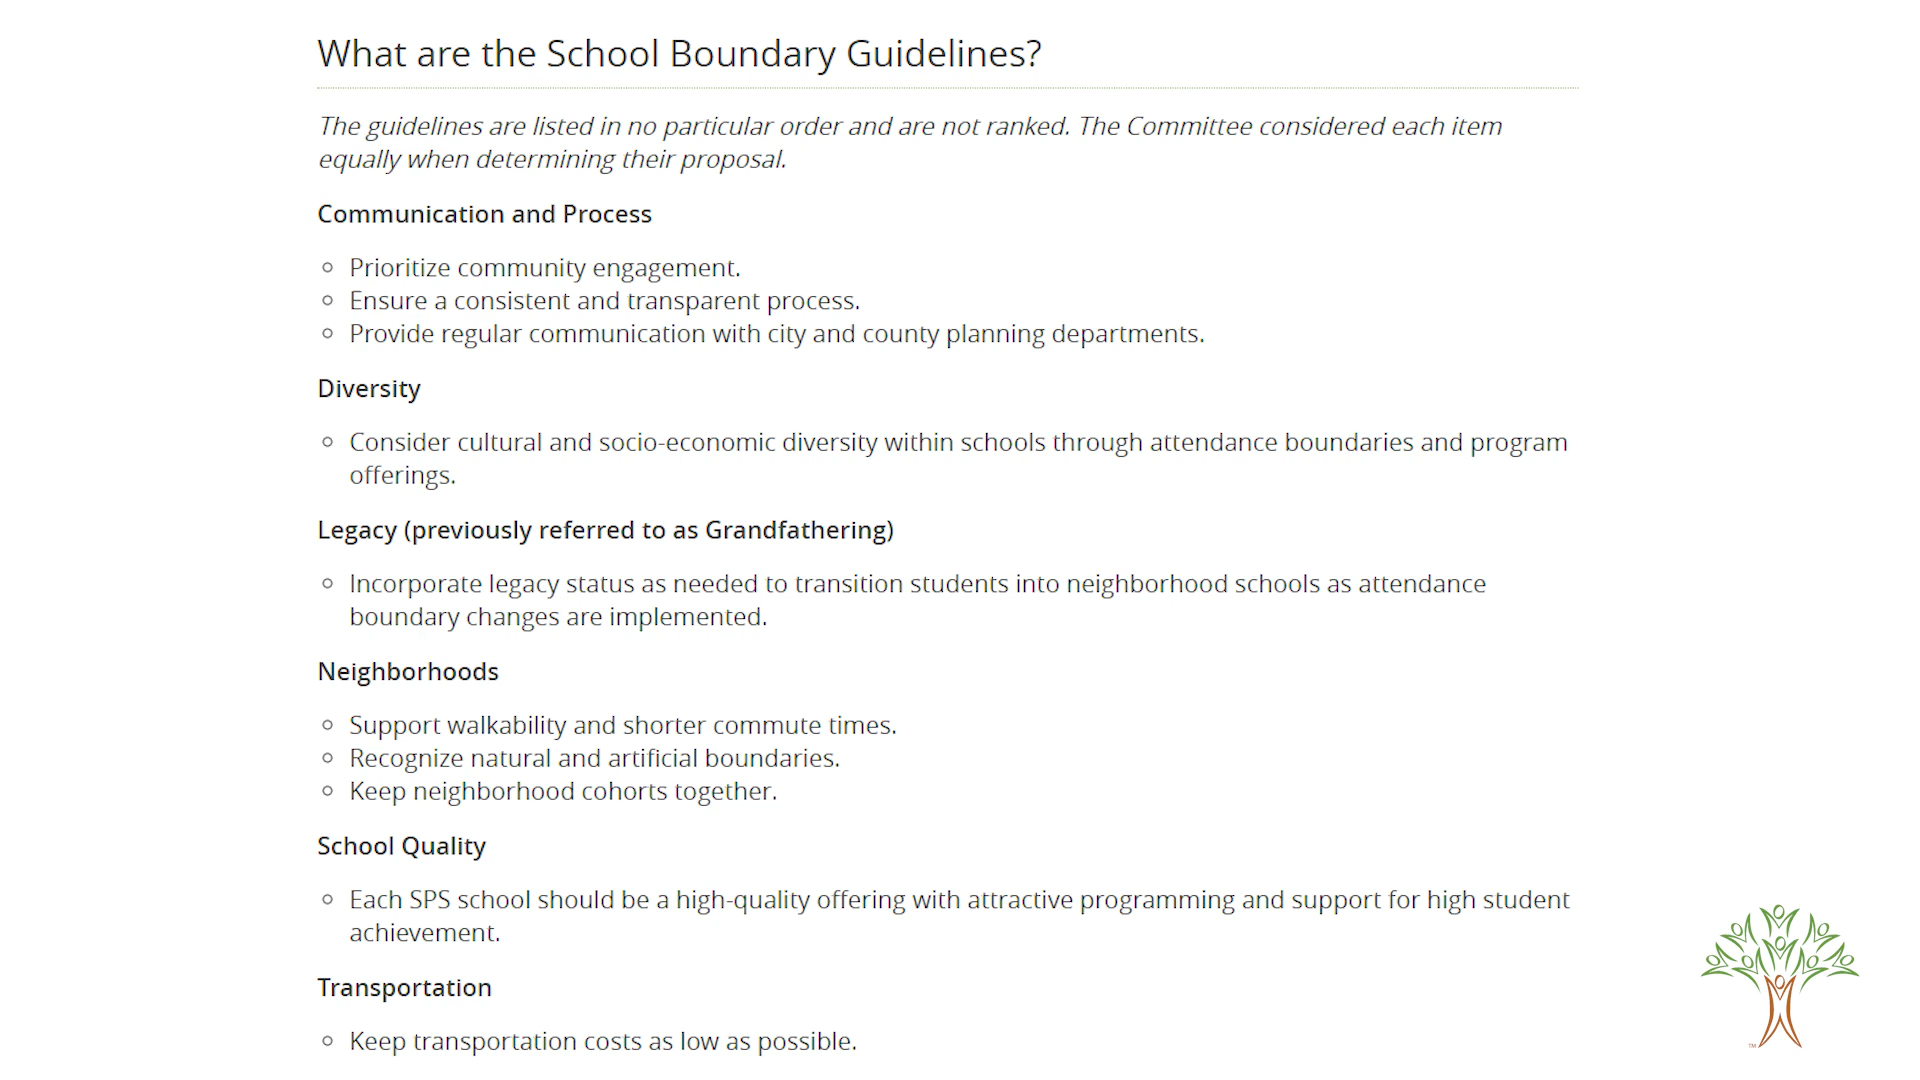 What are the School Boundary Guidelines?
The guidelines are listed in no particular order and are not ranked. The Committee considered each item
equally when determining their proposal.
Communication and Process
Prioritize community engagement.
Ensure a consistent and transparent process.
Provide regular communication with city and county planning departments.
Diversity
Consider cultural and socio-economic diversity within schools through attendance boundaries and program
offerings.
Legacy (previously referred to as Grandfathering)
Incorporate legacy status as needed to transition students into neighborhood schools as attendance
boundary changes are implemented.
Neighborhoods
Support walkability and shorter commute times.
Recognize natural and artificial boundaries.
Keep neighborhood cohorts together.
School Quality
Each SPS school should be a high-quality offering with attractive programming and support for high student
achievement.
Transportation
Keep transportation costs as low as possible.
TM